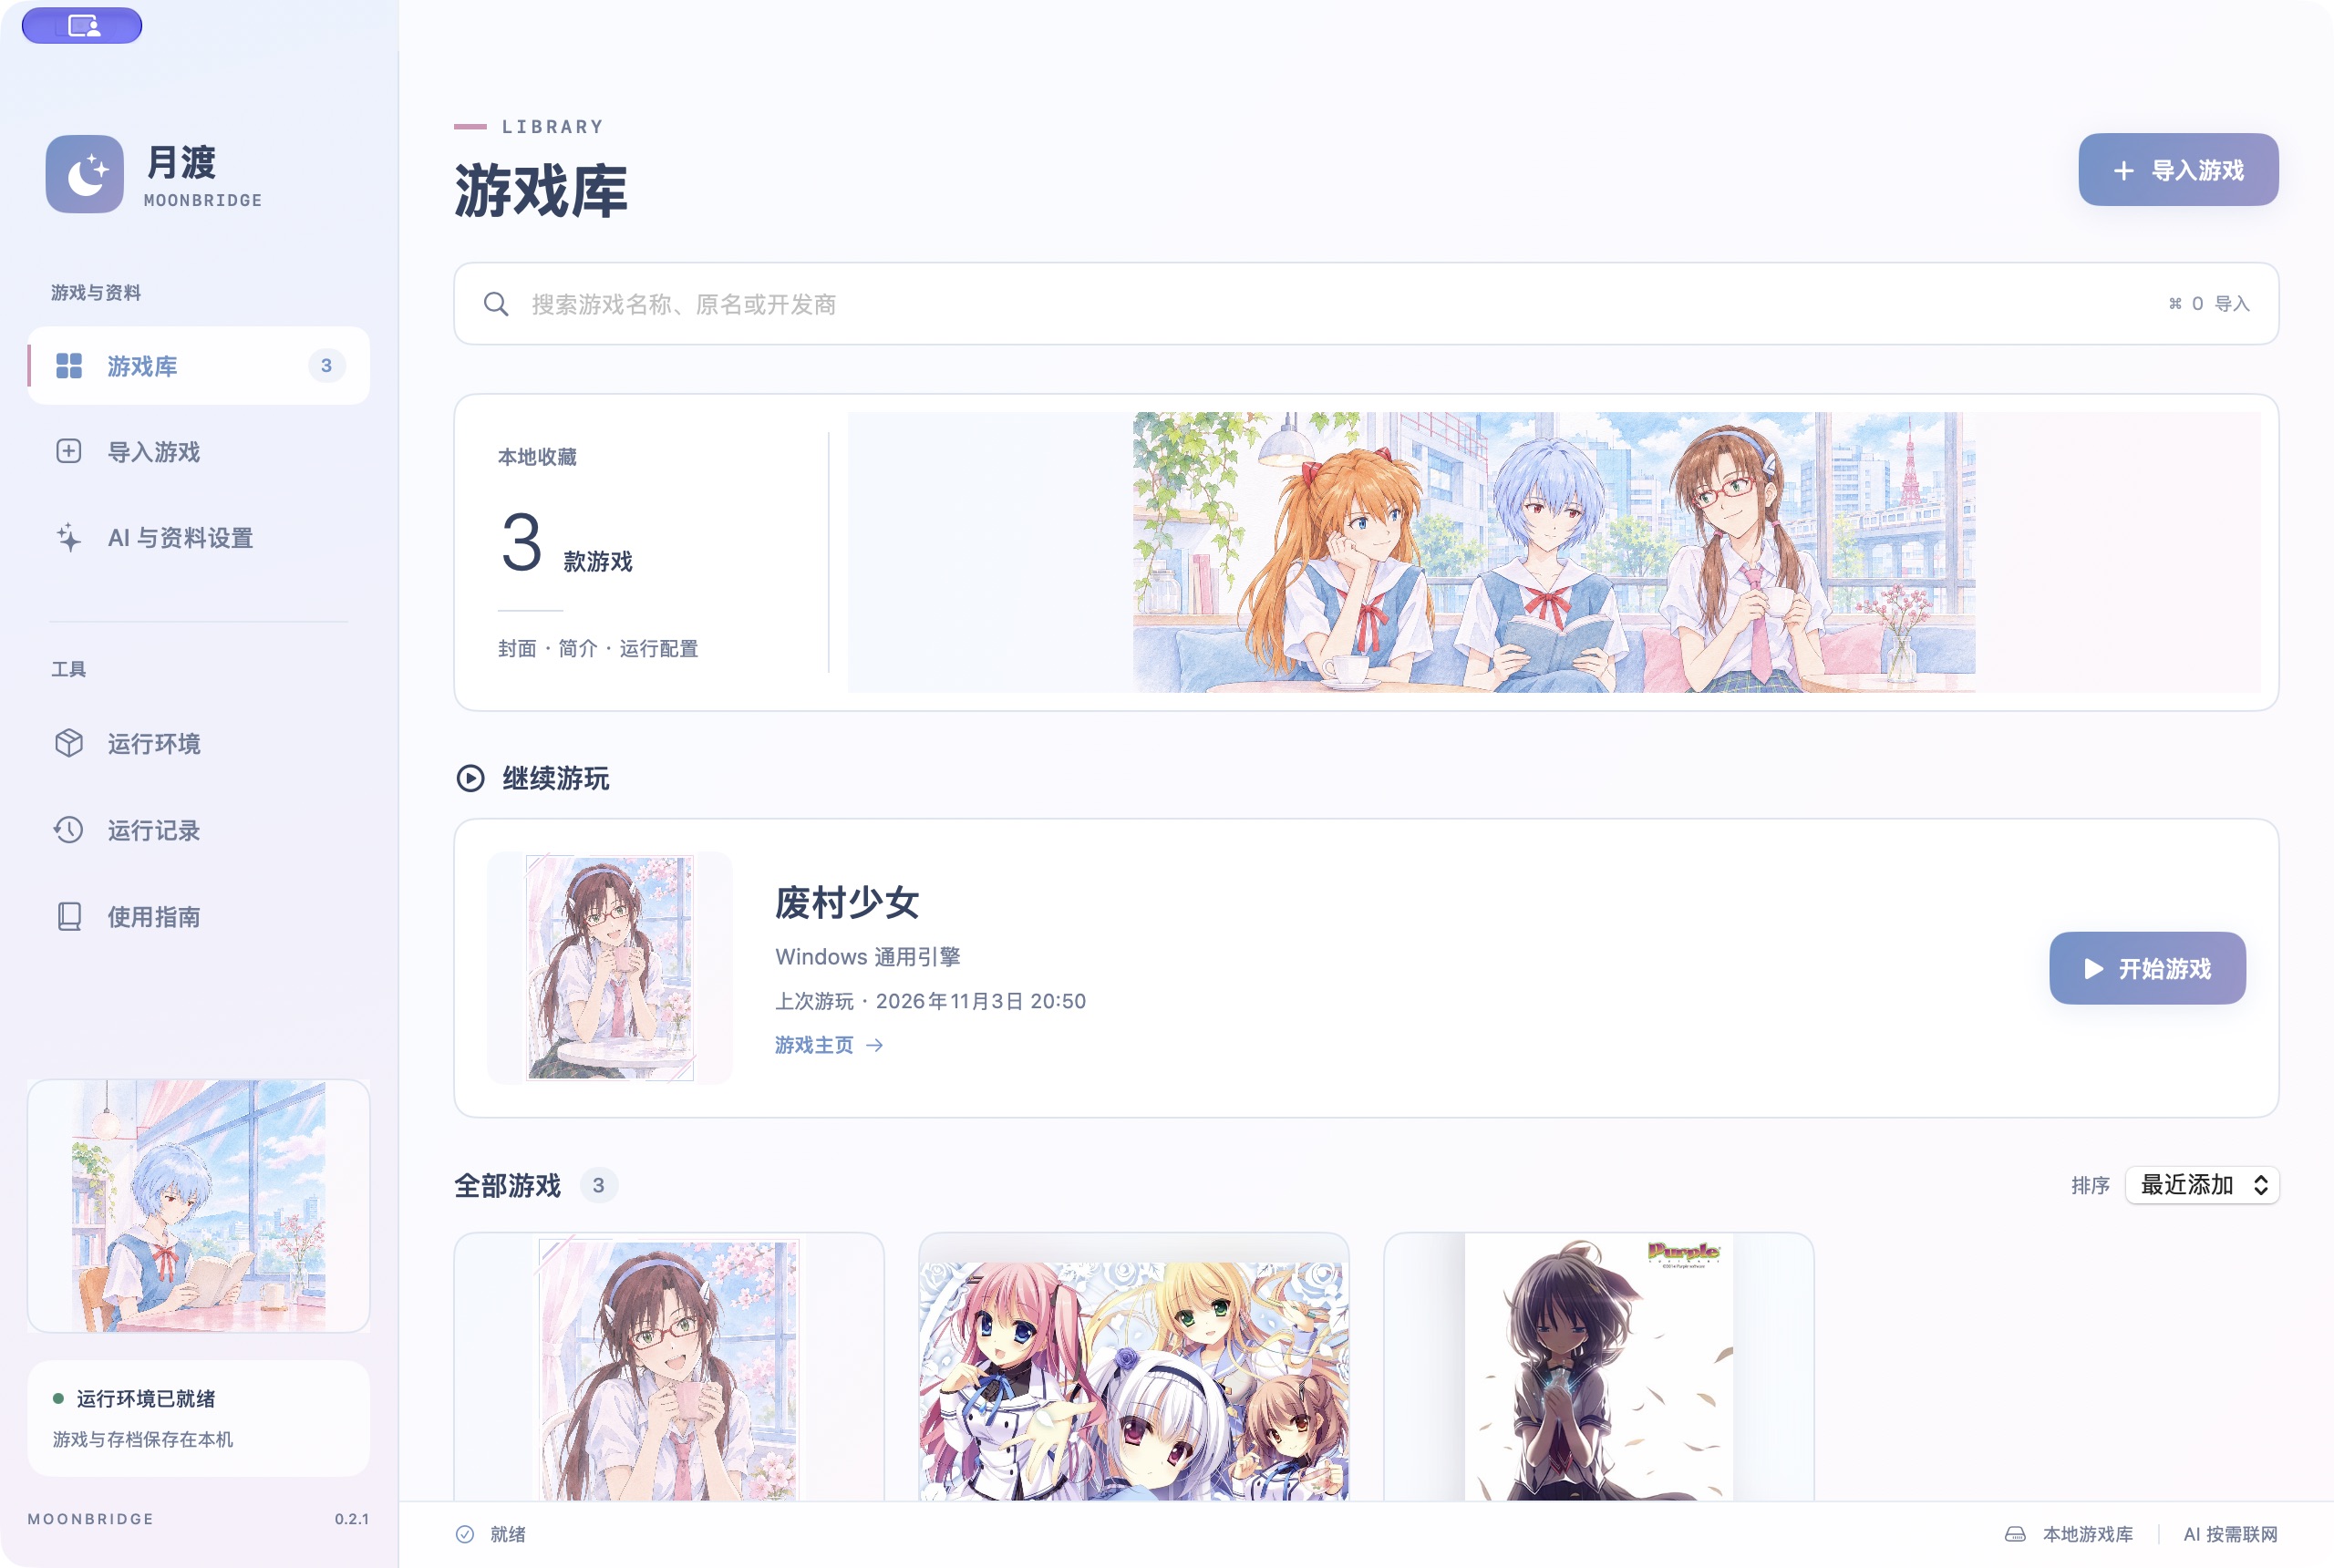 月渡
MOONBRIDGE
游戏与资料
游戏库 3
导入游戏
AI 与资料设置
工具
运行环境
运行记录
使用指南
运行环境已就绪
游戏与存档保存在本机
MOONBRIDGE 0.2.1
LIBRARY
游戏库
导入游戏
搜索游戏名称、原名或开发商
⌘ O 导入
本地收藏
3 款游戏
封面 · 简介 · 运行配置
继续游玩
废村少女
Windows 通用引擎
上次游玩 · 2026年11月3日 20:50
游戏主页 →
开始游戏
全部游戏 3
排序 最近添加
Purple
就绪
本地游戏库
AI 按需联网